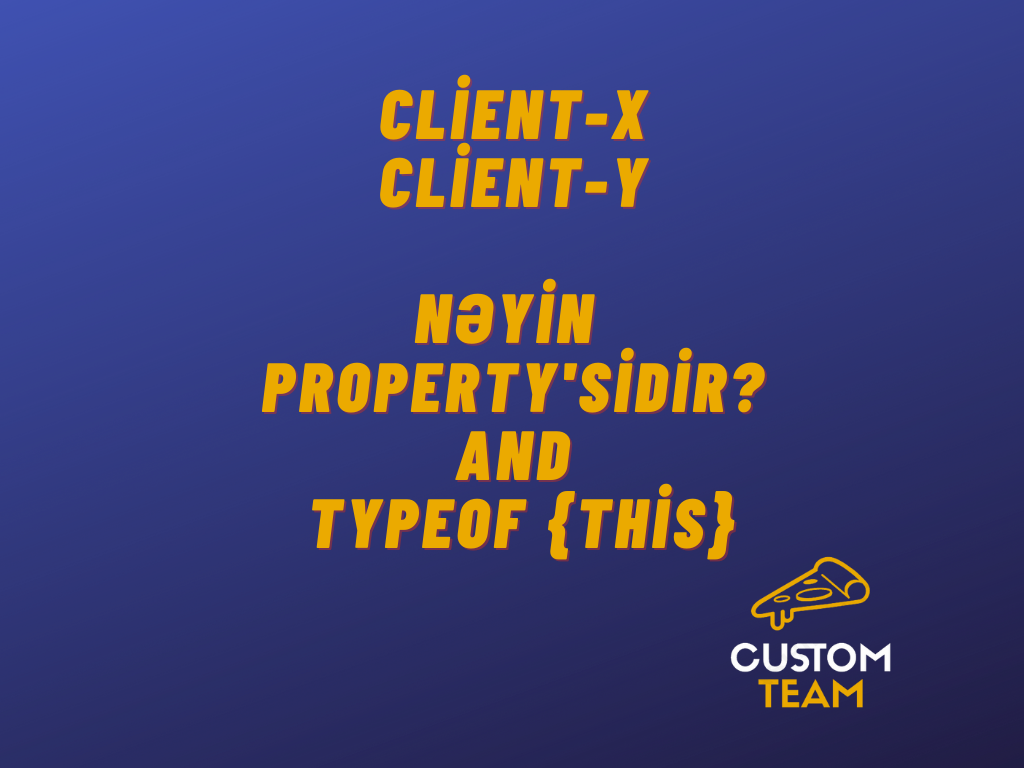 CLİENT-X
CLİENT-Y
NƏYİN
PROPERTY'SİDİR?
AND
TYPEOF {THİS}
CUSTOM
TEAM